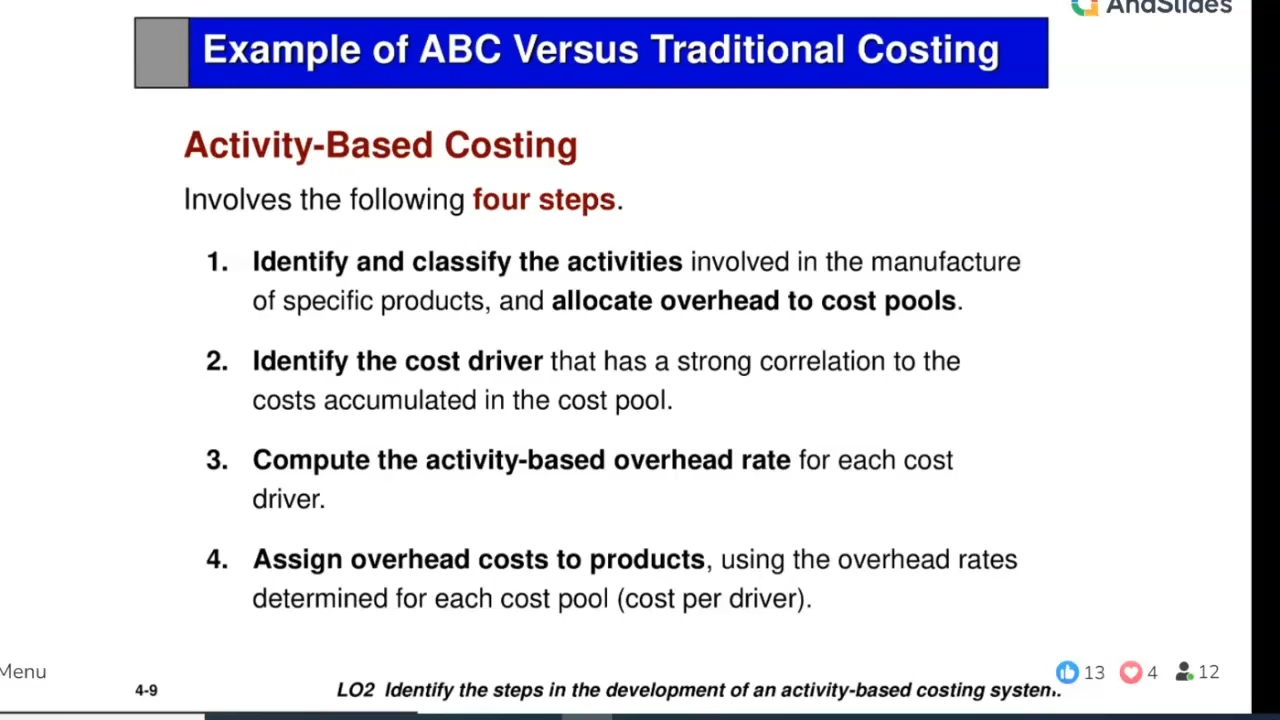 AhaSlides
Example of ABC Versus Traditional Costing
Activity-Based Costing
Involves the following four steps.
1. Identify and classify the activities involved in the manufacture
of specific products, and allocate overhead to cost pools.
2. Identify the cost driver that has a strong correlation to the
costs accumulated in the cost pool.
3. Compute the activity-based overhead rate for each cost
driver.
4. Assign overhead costs to products, using the overhead rates
determined for each cost pool (cost per driver).
Menu
13 4 12
4-9
LO2 Identify the steps in the development of an activity-based costing system.